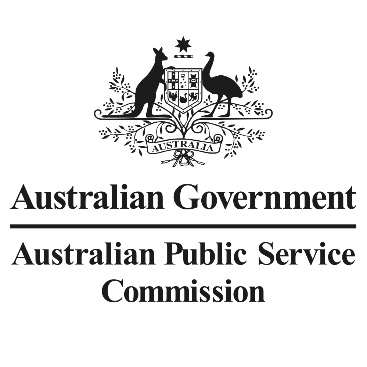 AUSTRALIA
Australian Government
Australian Public Service
Commission